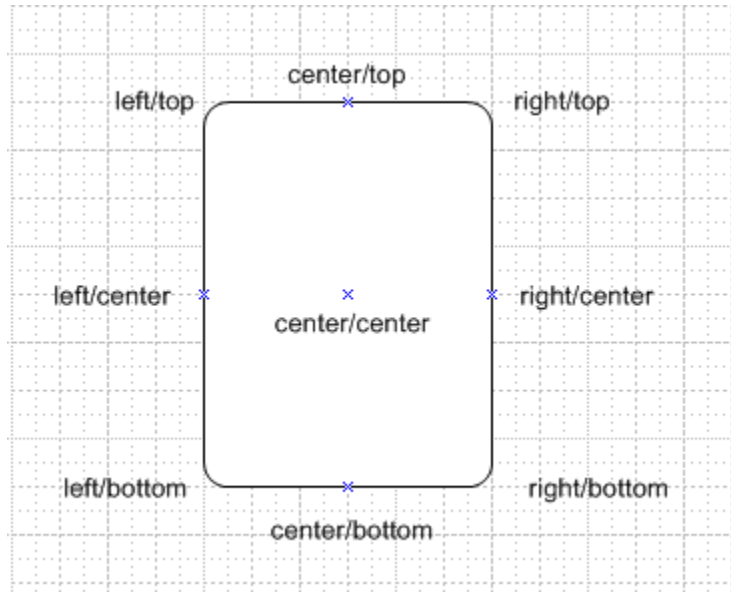 center/top
left/top
right/top
left/center
right/center
center/center
left/bottom
right/bottom
center/bottom